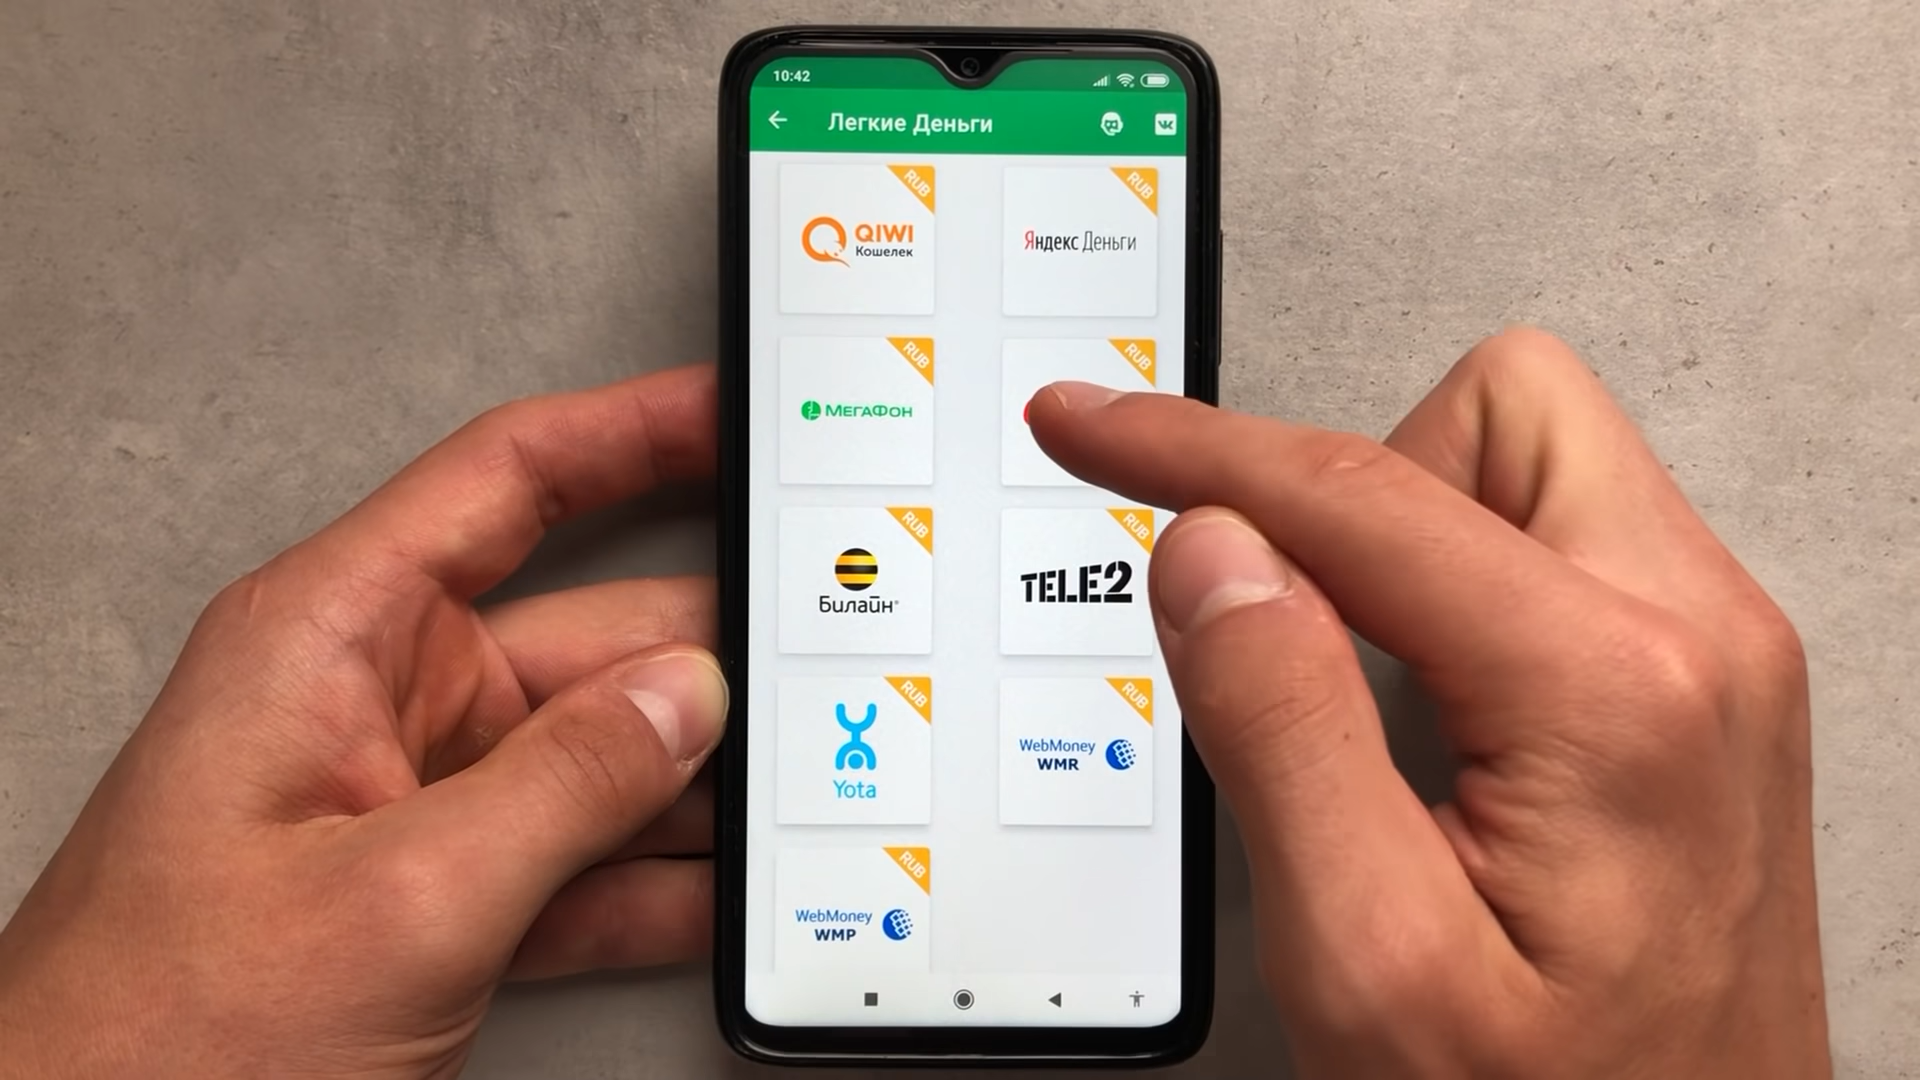 10:42
Легкие Деньги
RUB
RUB
QIWI
Кошелек
Яндекс Деньги
RUB
RUB
МЕГАФОН
RUB
RUB
Билайн®
TELE2
RUB
RUB
Yota
WebMoney
WMR
RUB
WebMoney
WMP